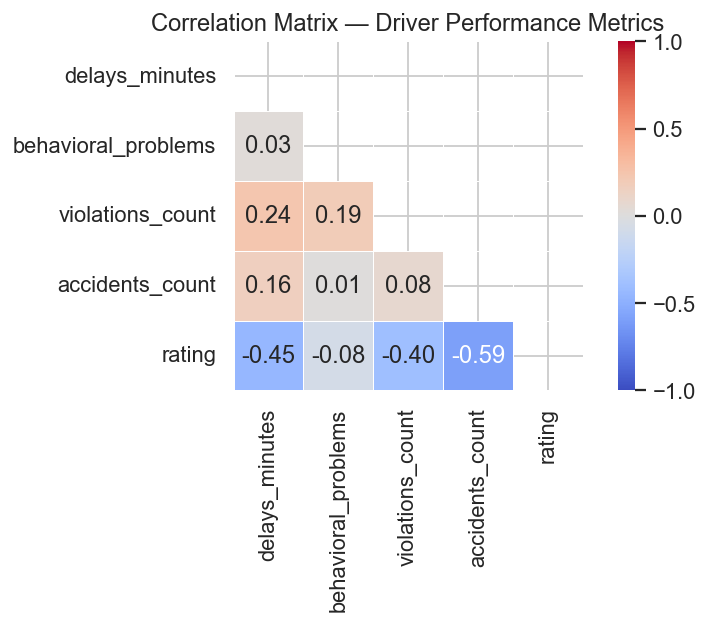 Correlation Matrix — Driver Performance Metrics
delays_minutes
behavioral_problems 0.03
violations_count 0.24 0.19
accidents_count 0.16 0.01 0.08
rating -0.45 -0.08 -0.40 -0.59
delays_minutes behavioral_problems violations_count accidents_count rating
1.0
0.5
0.0
−0.5
−1.0